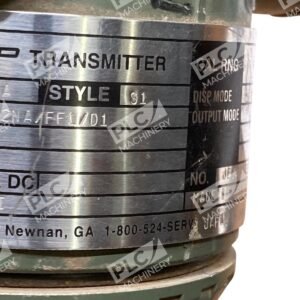 P TRANSMITTER
RNG
A STYLE S1
DISP MODE
OUTPUT MODE
2NA/FF1/D1
DC
NO.
Newnan, GA 1-800-524-SERV
PLC
MACHINERY